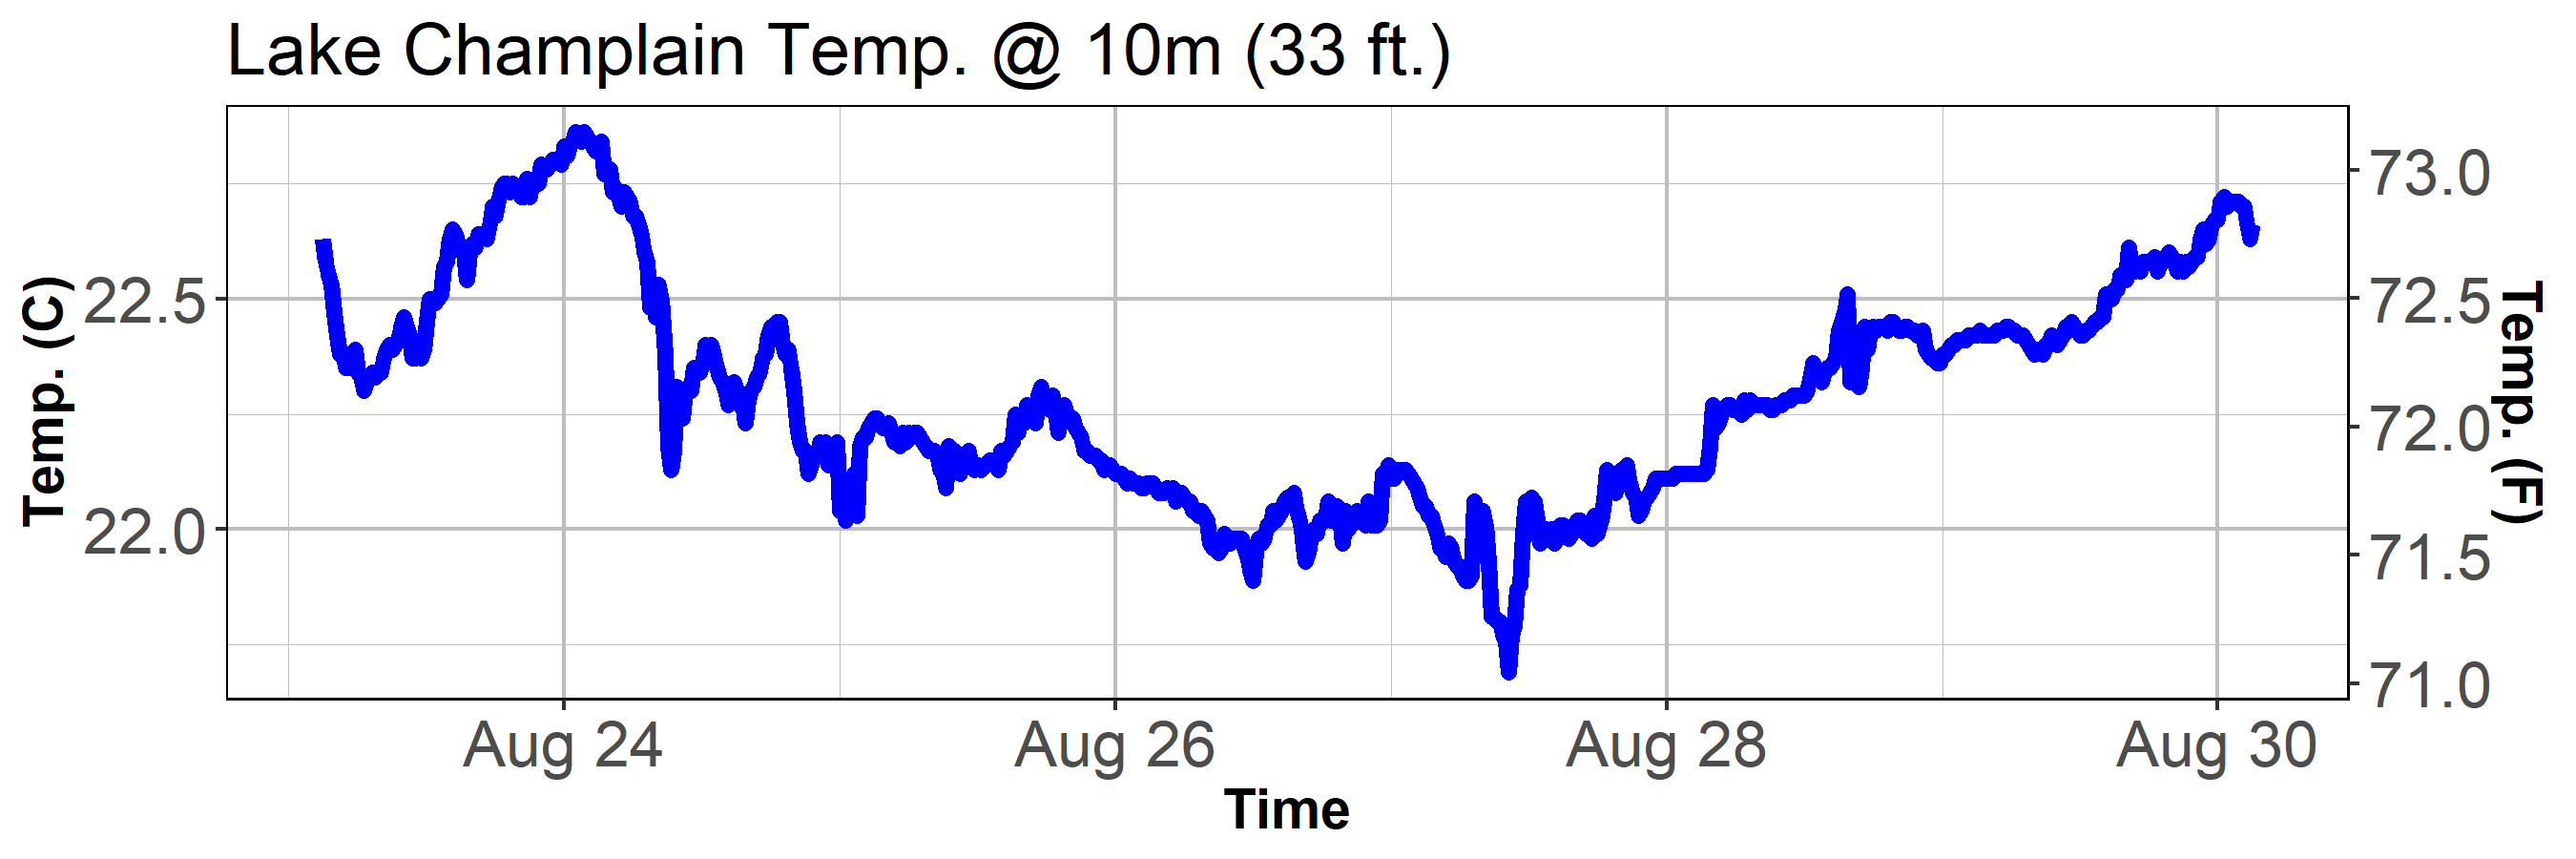 Lake Champlain Temp. @ 10m (33 ft.)
Temp. (C)
22.5
22.0
73.0
72.5
72.0
71.5
71.0
Temp. (F)
Aug 24
Aug 26
Aug 28
Aug 30
Time